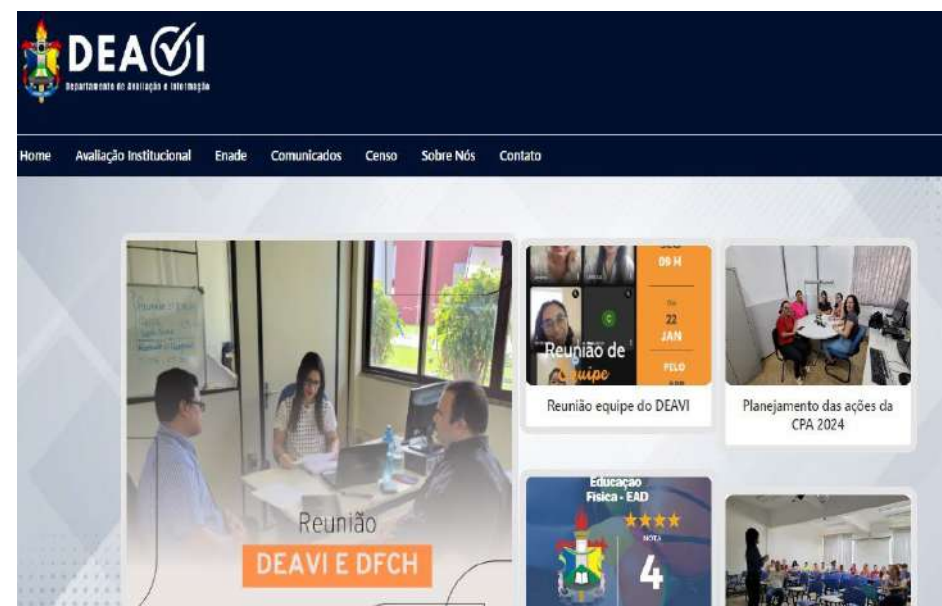 DEAVI
Departamento de Avaliação e Informação
Home Avaliação Institucional Enade Comunicados Censo Sobre Nós Contato
Reunião
DEAVI E DFCH
09 H
22
JAN
PELO
Reunião de
Equipe
Reunião equipe do DEAVI
Planejamento das ações da
CPA 2024
Educação
Física - EAD
NOTA
4